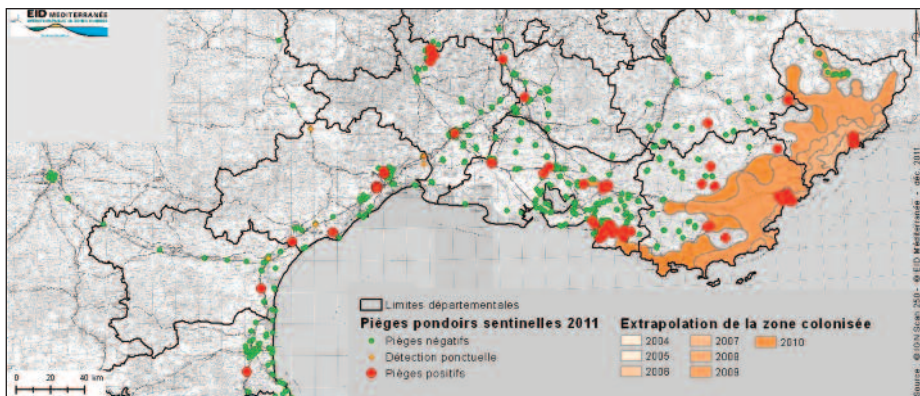 EID MÉDITERRANÉE
Limites départementales
Pièges pondoirs sentinelles 2011
Pièges négatifs
Détection ponctuelle
Pièges positifs
Extrapolation de la zone colonisée
2004
2005
2006
2007
2008
2009
2010
0 20 40 km
Source : ©IGN Scan 250 - ©EID Méditerranée - déc. 2011